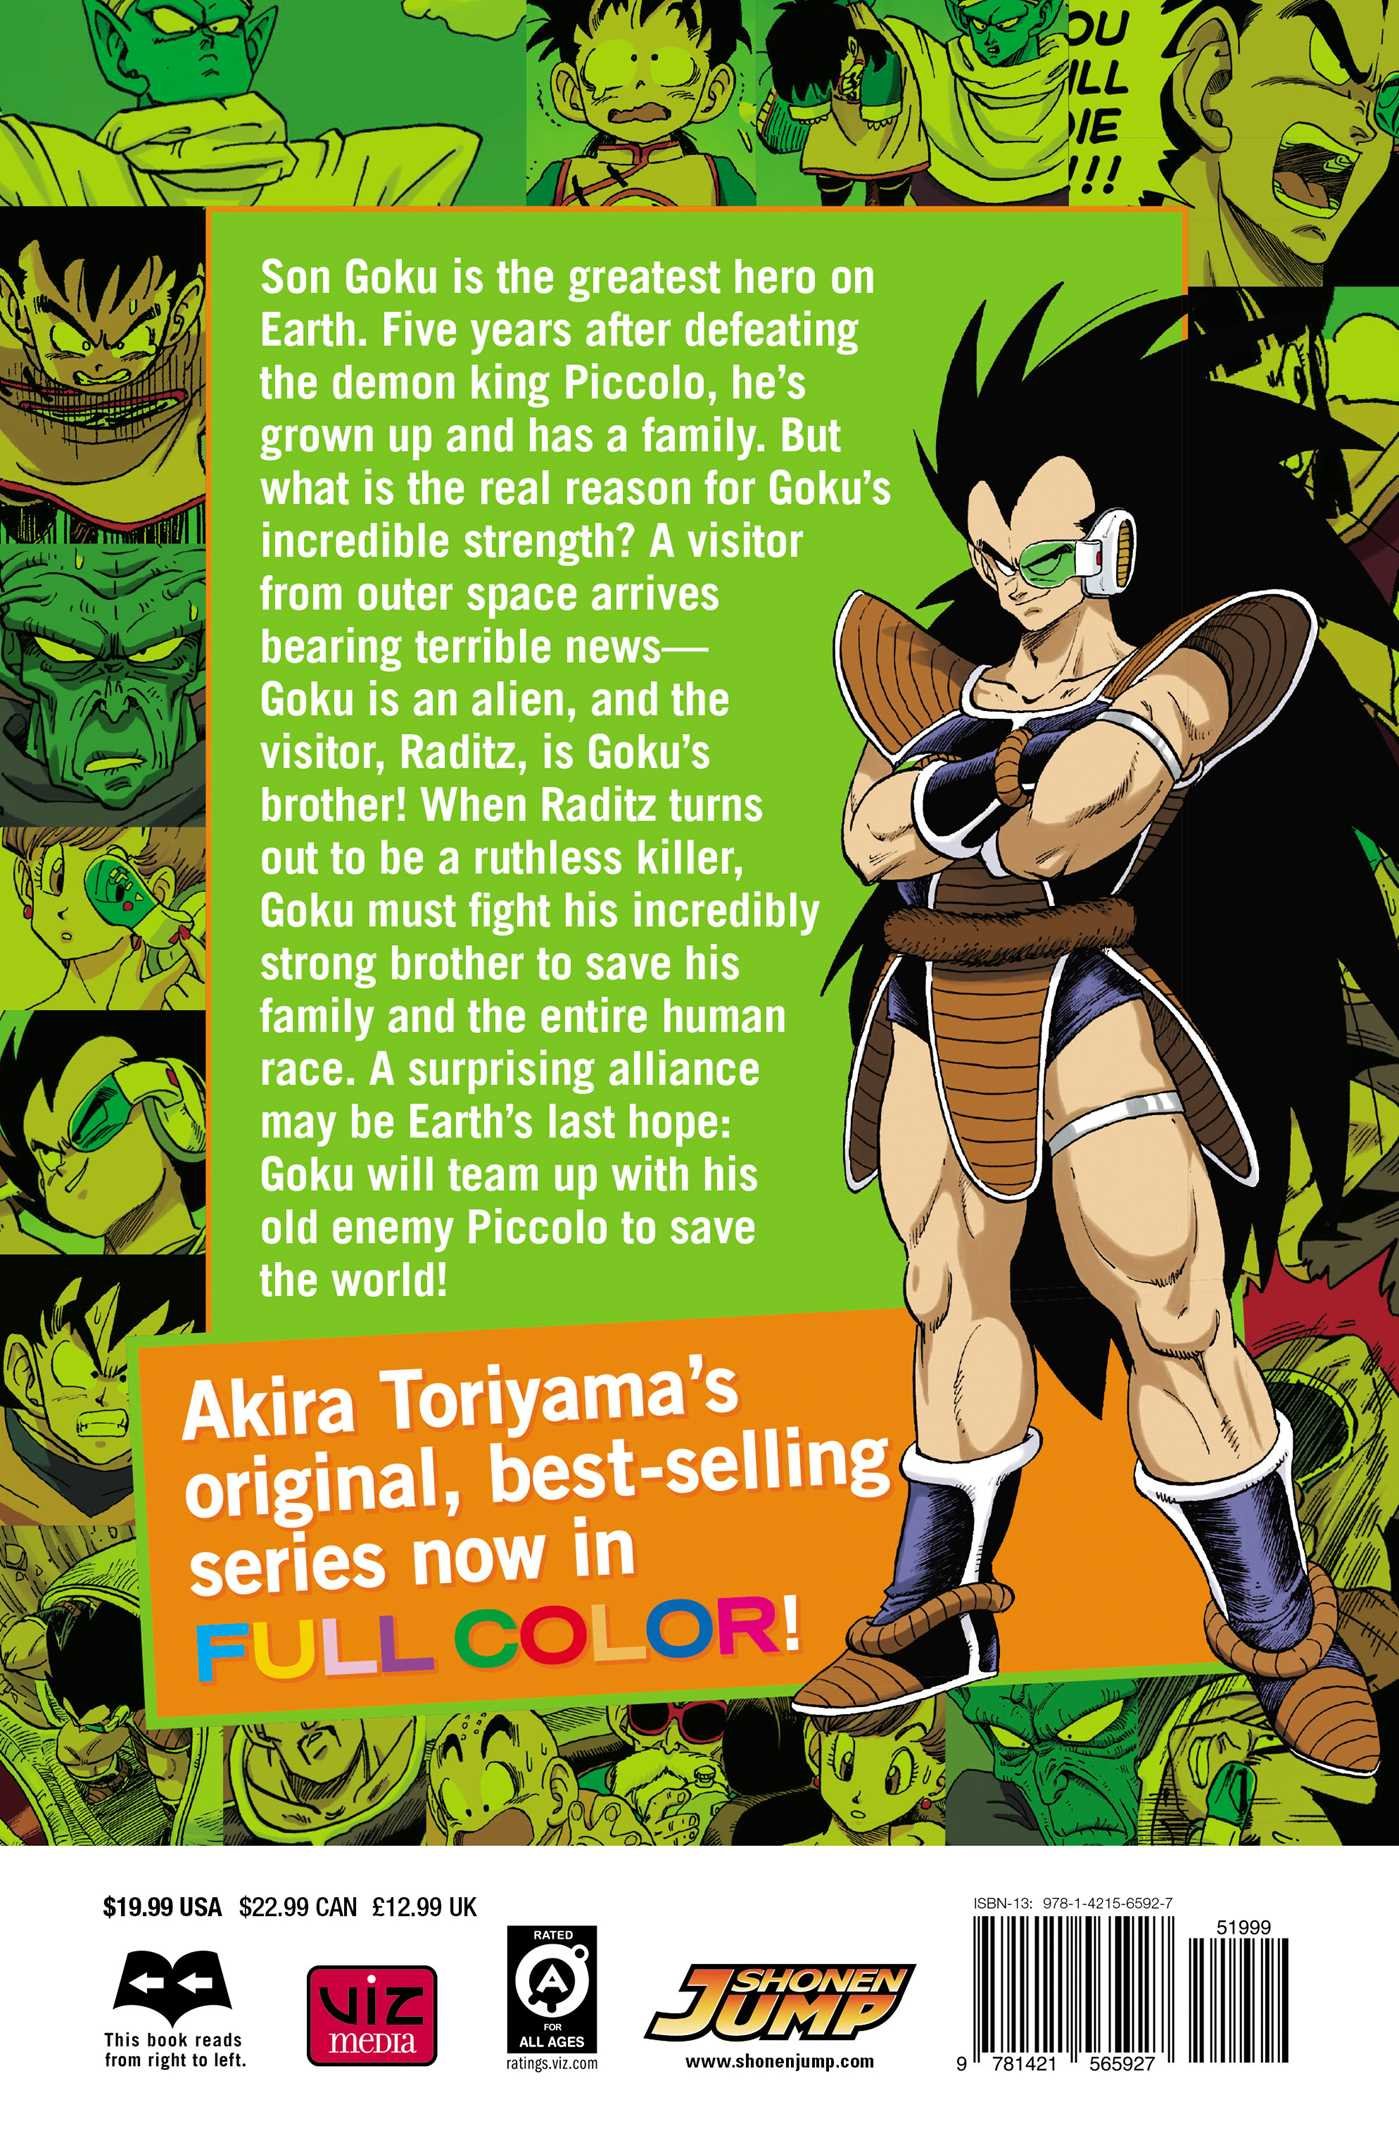 OU
ILL
DIE
!!!
Son Goku is the greatest hero on
Earth. Five years after defeating
the demon king Piccolo, he's
grown up and has a family. But
what is the real reason for Goku's
incredible strength? A visitor
from outer space arrives
bearing terrible news—
Goku is an alien, and the
visitor, Raditz, is Goku's
brother! When Raditz turns
out to be a ruthless killer,
Goku must fight his incredibly
strong brother to save his
family and the entire human
race. A surprising alliance
may be Earth's last hope:
Goku will team up with his
old enemy Piccolo to save
the world!
Akira Toriyama's
original, best-selling
series now in
FULL COLOR!
$19.99 USA $22.99 CAN £12.99 UK
This book reads
from right to left.
viz
media
RATED
A
FOR
ALL AGES
ratings.viz.com
SHONEN
JUMP
www.shonenjump.com
ISBN-13: 978-1-4215-6592-7
51999
9 781421 565927